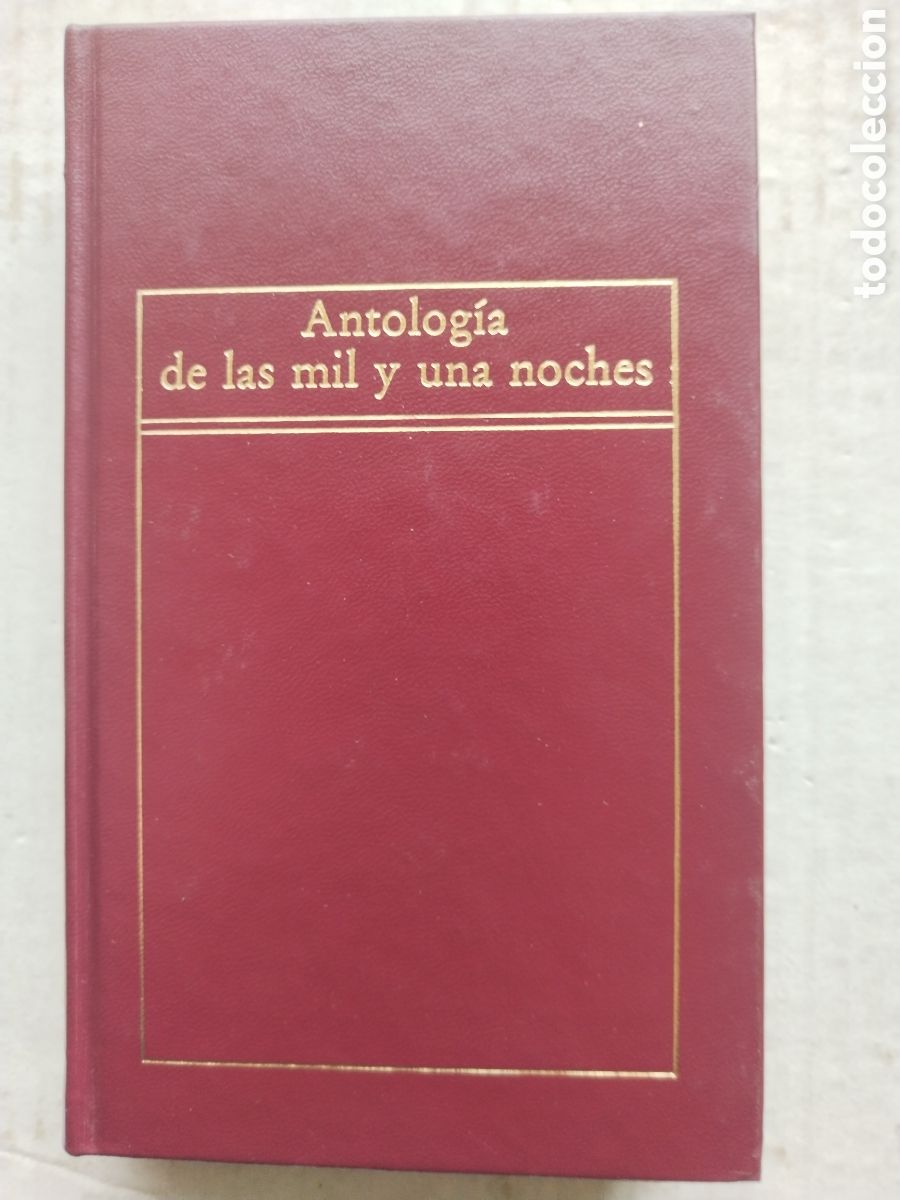 Antología
de las mil y una noches
todocoleccion